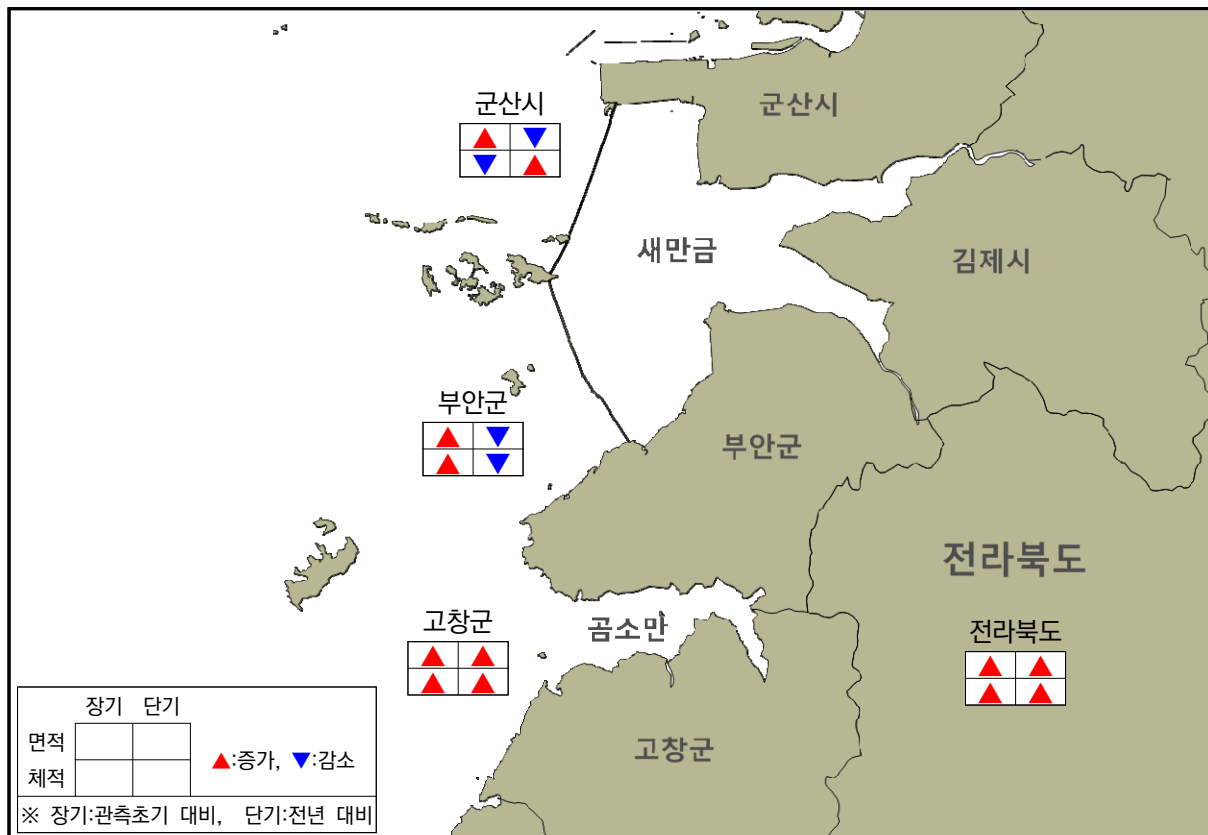 군산시
▲ ▼
▼ ▲
군산시
새만금
김제시
부안군
▲ ▼
▲ ▼
부안군
전라북도
고창군
▲ ▲
▲ ▲
곰소만
전라북도
▲ ▲
▲ ▲
고창군
장기 단기
면적
체적
▲:증가, ▼:감소
※ 장기:관측초기 대비, 단기:전년 대비